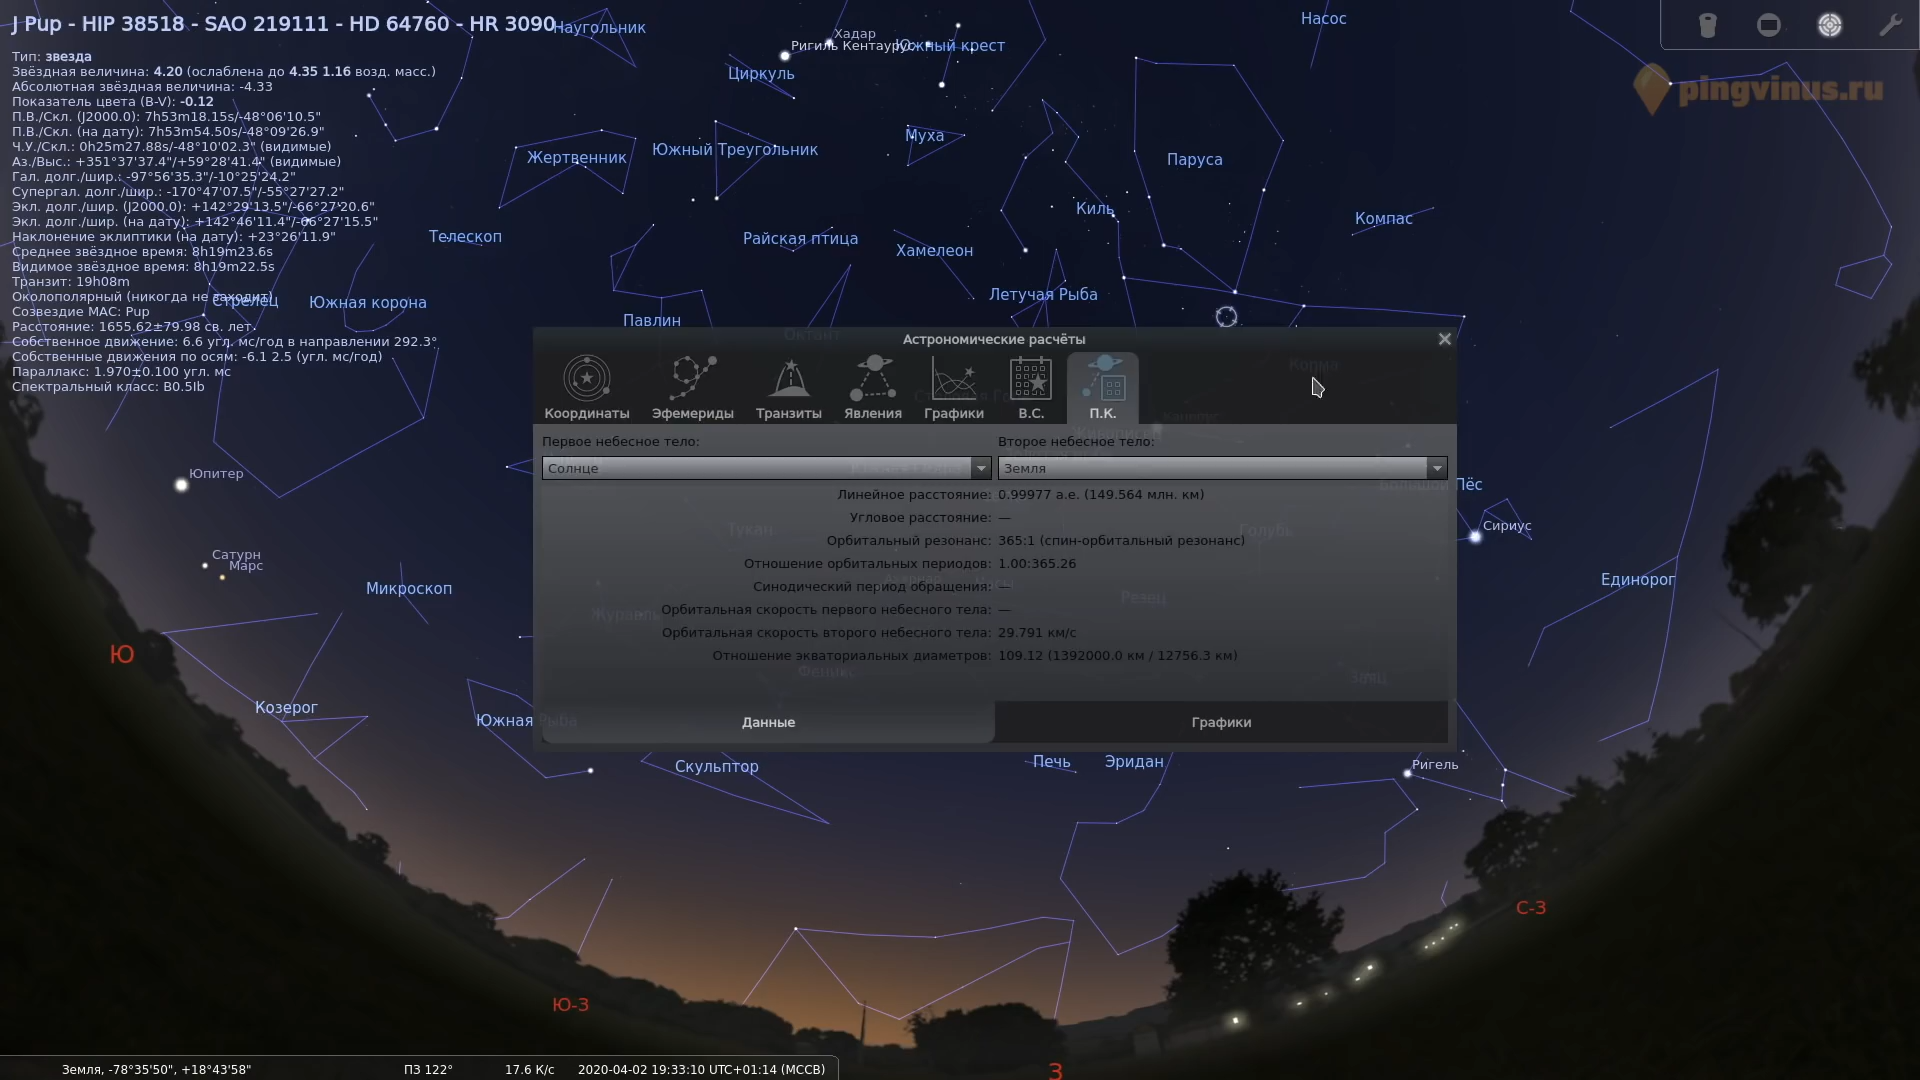 J Pup - HIP 38518 - SAO 219111 - HD 64760 - HR 3090
Тип: звезда
Звёздная величина: 4.20 (ослаблена до 4.35 1.16 возд. масс.)
Абсолютная звёздная величина: -4.33
Показатель цвета (B-V): -0.12
П.В./Скл. (J2000.0): 7h53m18.15s/-48°06'10.5"
П.В./Скл. (на дату): 7h53m54.50s/-48°09'26.9"
Ч.У./Скл.: 0h25m27.88s/-48°10'02.3" (видимые)
Аз./Выс.: +351°37'37.4"/+59°28'41.4" (видимые)
Гал. долг./шир.: -97°56'35.3"/-10°25'24.2"
Супергал. долг./шир.: -170°47'07.5"/-55°27'27.2"
Экл. долг./шир. (J2000.0): +142°29'13.5"/-66°27'20.6"
Экл. долг./шир. (на дату): +142°46'11.4"/-66°27'15.5"
Наклонение эклиптики (на дату): +23°26'11.9"
Среднее звёздное время: 8h19m23.6s
Видимое звёздное время: 8h19m22.5s
Транзит: 19h08m
Околополярный (никогда не заходит)
Созвездие МАС: Pup
Расстояние: 1655.62±79.98 св. лет.
Собственное движение: 6.6 угл. мс/год в направлении 292.3°
Собственные движения по осям: -6.1 2.5 (угл. мс/год)
Параллакс: 1.970±0.100 угл. мс
Спектральный класс: B0.5Ib
Наугольник
Хадар
Ригиль Кентаурус
Южный крест
Насос
pingvinus.ru
Циркуль
Муха
Жертвенник
Южный Треугольник
Паруса
Киль
Компас
Телескоп
Райская птица
Хамелеон
Стрелец
Южная корона
Летучая Рыба
Павлин
Октант
Астрономические расчёты
Корма
Координаты
Эфемериды
Транзиты
Явления
Графики
В.С.
П.К.
Первое небесное тело:
Второе небесное тело:
Солнце
Земля
Линейное расстояние: 0.99977 а.е. (149.564 млн. км)
Угловое расстояние: —
Орбитальный резонанс: 365:1 (спин-орбитальный резонанс)
Отношение орбитальных периодов: 1.00:365.26
Синодический период обращения: —
Орбитальная скорость первого небесного тела: —
Орбитальная скорость второго небесного тела: 29.791 км/с
Отношение экваториальных диаметров: 109.12 (1392000.0 км / 12756.3 км)
Данные
Графики
Тукан
Голубь
Журавль
Резец
Феникс
Заяц
Юпитер
Большой Пёс
Сириус
Сатурн
Марс
Микроскоп
Единорог
Ю
Козерог
Южная Рыба
Скульптор
Печь
Эридан
Ригель
С-З
Ю-З
З
Земля, -78°35'50", +18°43'58"
ПЗ 122°
17.6 К/с
2020-04-02 19:33:10 UTC+01:14 (МССВ)